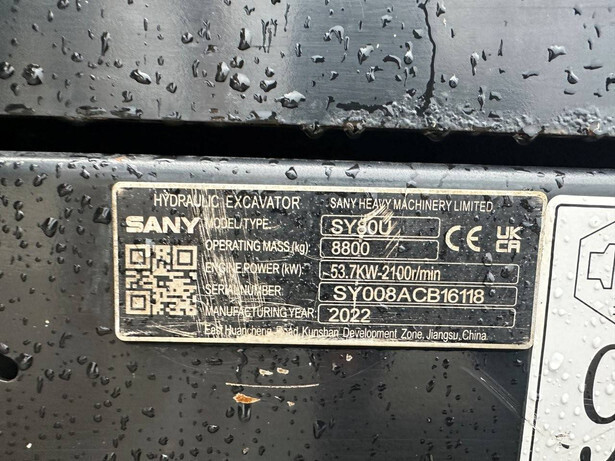 HYDRAULIC EXCAVATOR SANY HEAVY MACHINERY LIMITED
SANY MODEL/TYPE SY80U CE UK CA
OPERATING MASS(kg): 8800
ENGINE POWER (kW): 53.7KW-2100r/min
SERIAL NUMBER SY008ACB16118
MANUFACTURING YEAR: 2022
East Huancheng Road, Kunshan Development Zone, Jiangsu, China.